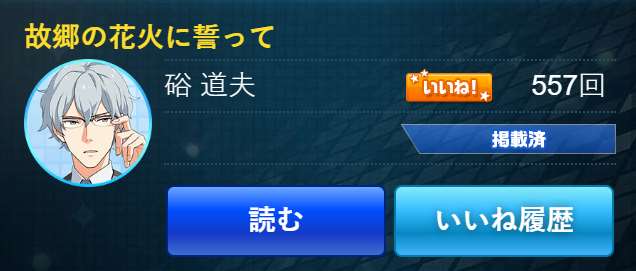 故郷の花火に誓って
硲 道夫
いいね!
557回
掲載済
読む
いいね履歴